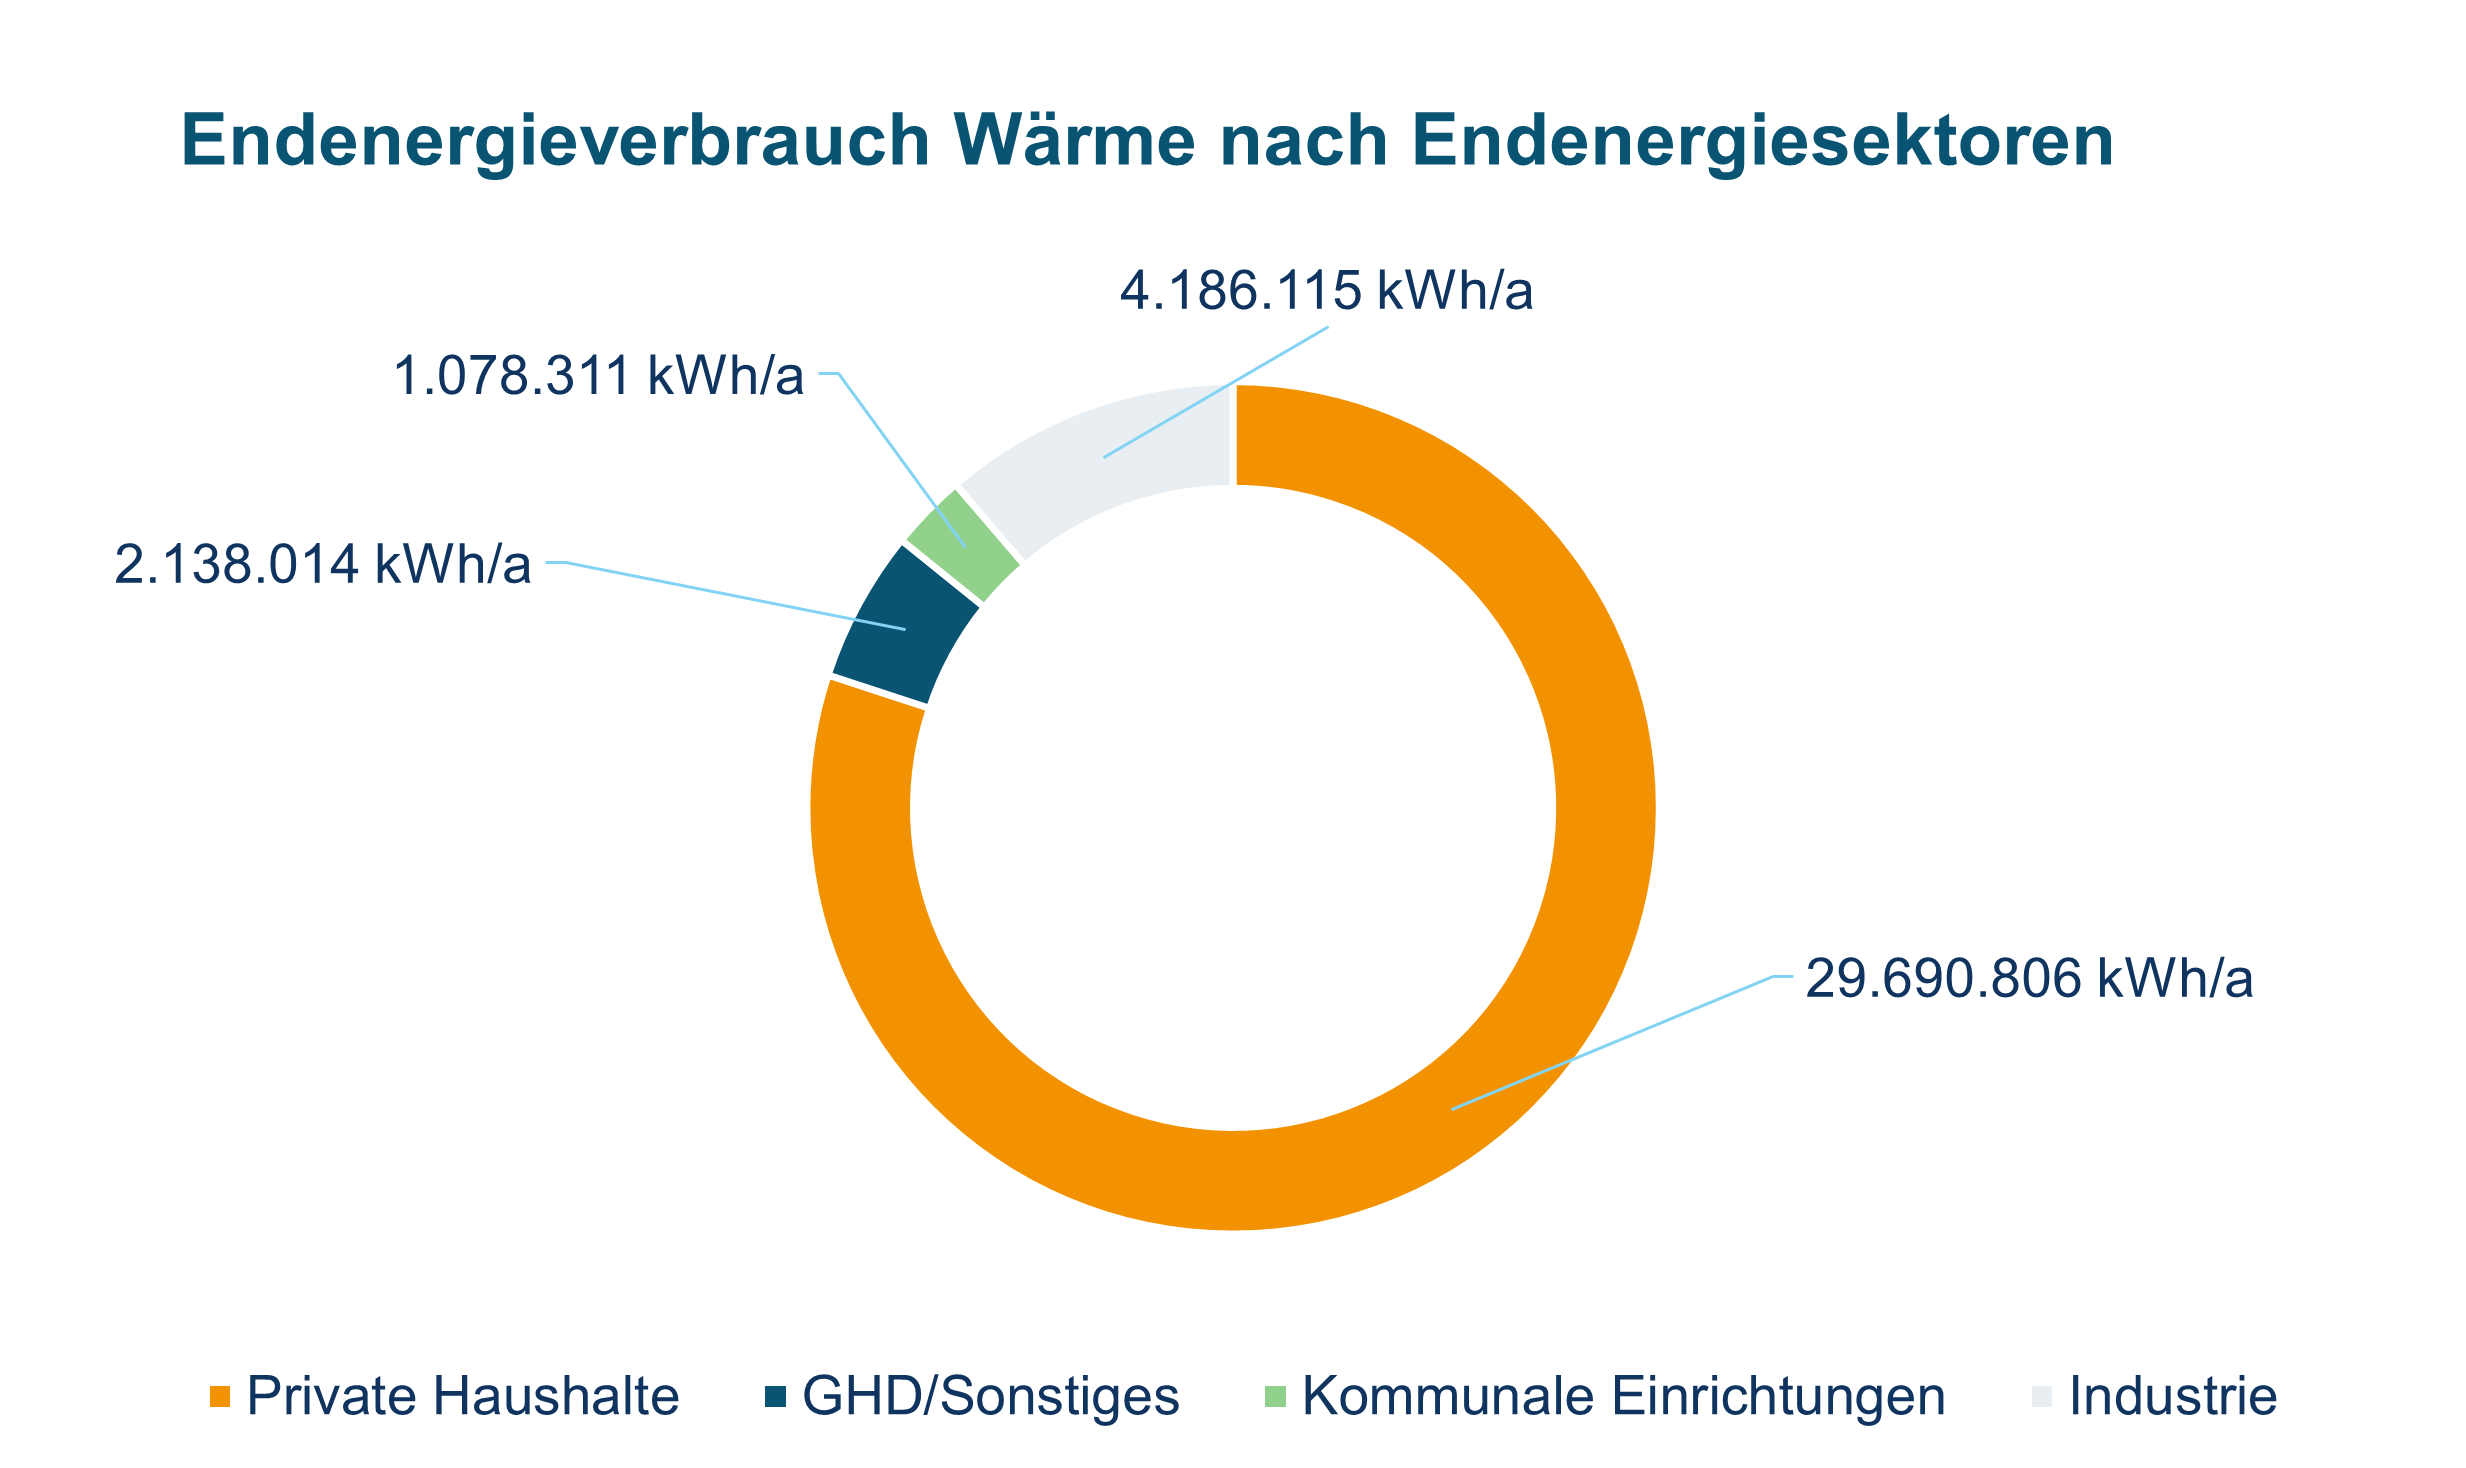 Endenergieverbrauch Wärme nach Endenergiesektoren
4.186.115 kWh/a
1.078.311 kWh/a
2.138.014 kWh/a
29.690.806 kWh/a
Private Haushalte
GHD/Sonstiges
Kommunale Einrichtungen
Industrie